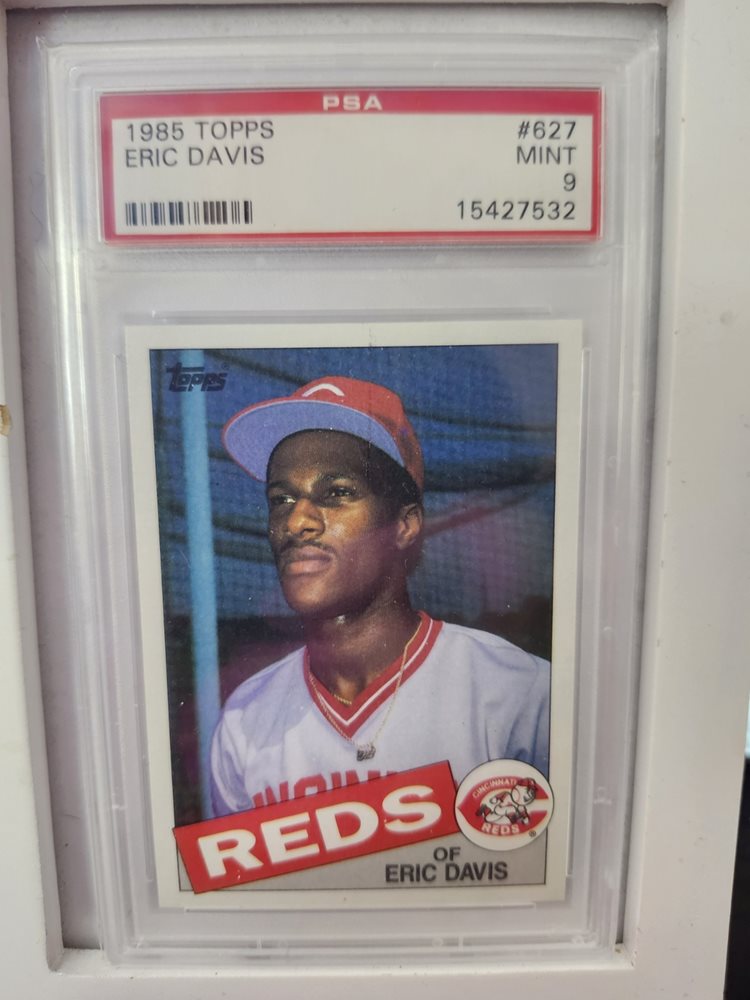 PSA
1985 TOPPS #627
ERIC DAVIS MINT
9
15427532
topps
REDS
CINCINNATI
REDS
OF
ERIC DAVIS